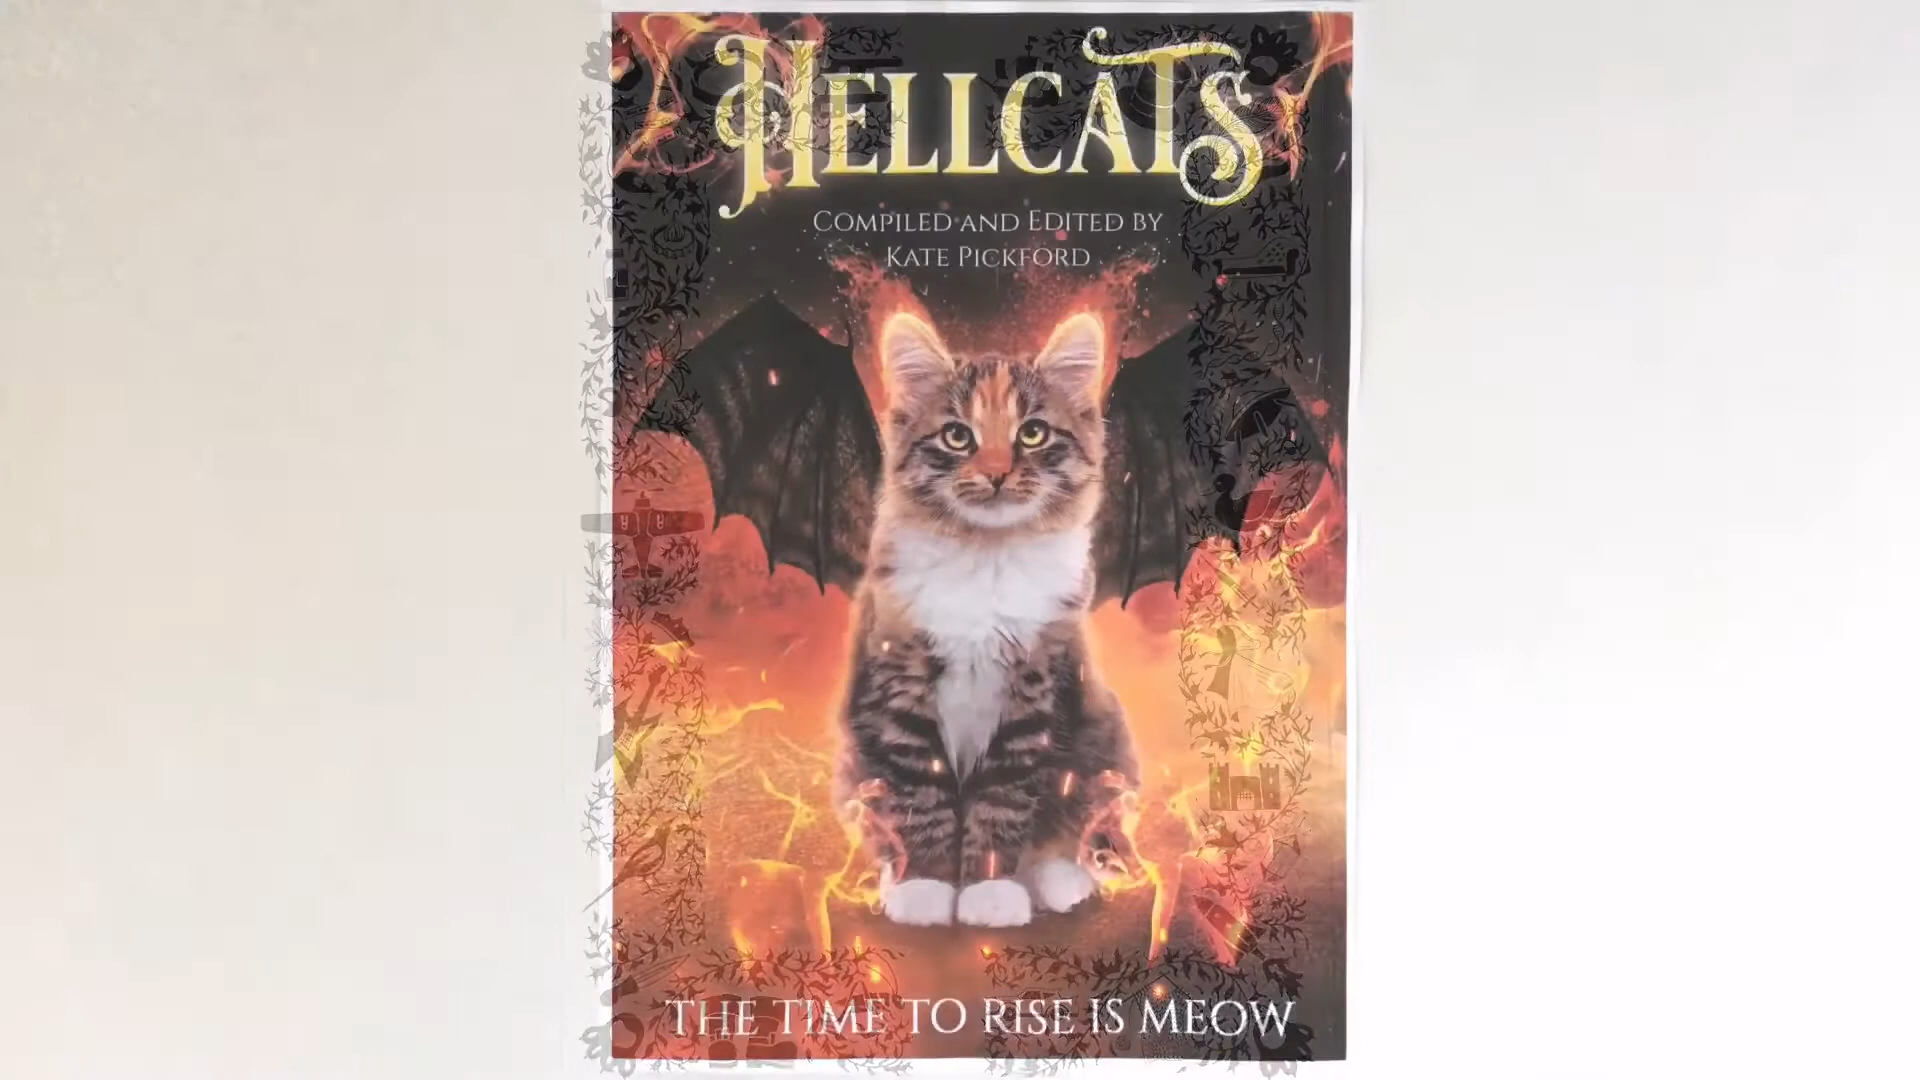 HELLCATS
COMPILED AND EDITED BY
KATE PICKFORD
THE TIME TO RISE IS MEOW